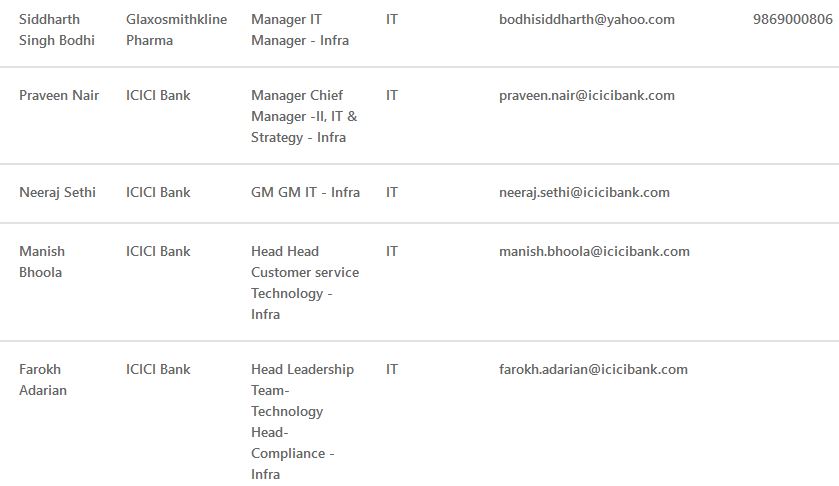 Siddharth Glaxosmithkline Manager IT IT bodhisiddharth@yahoo.com 9869000806
Singh Bodhi Pharma Manager - Infra
Praveen Nair ICICI Bank Manager Chief IT praveen.nair@icicibank.com
Manager -II, IT &
Strategy - Infra
Neeraj Sethi ICICI Bank GM GM IT - Infra IT neeraj.sethi@icicibank.com
Manish ICICI Bank Head Head IT manish.bhoola@icicibank.com
Bhoola Customer service
Technology -
Infra
Farokh ICICI Bank Head Leadership IT farokh.adarian@icicibank.com
Adarian Team-
Technology
Head-
Compliance -
Infra